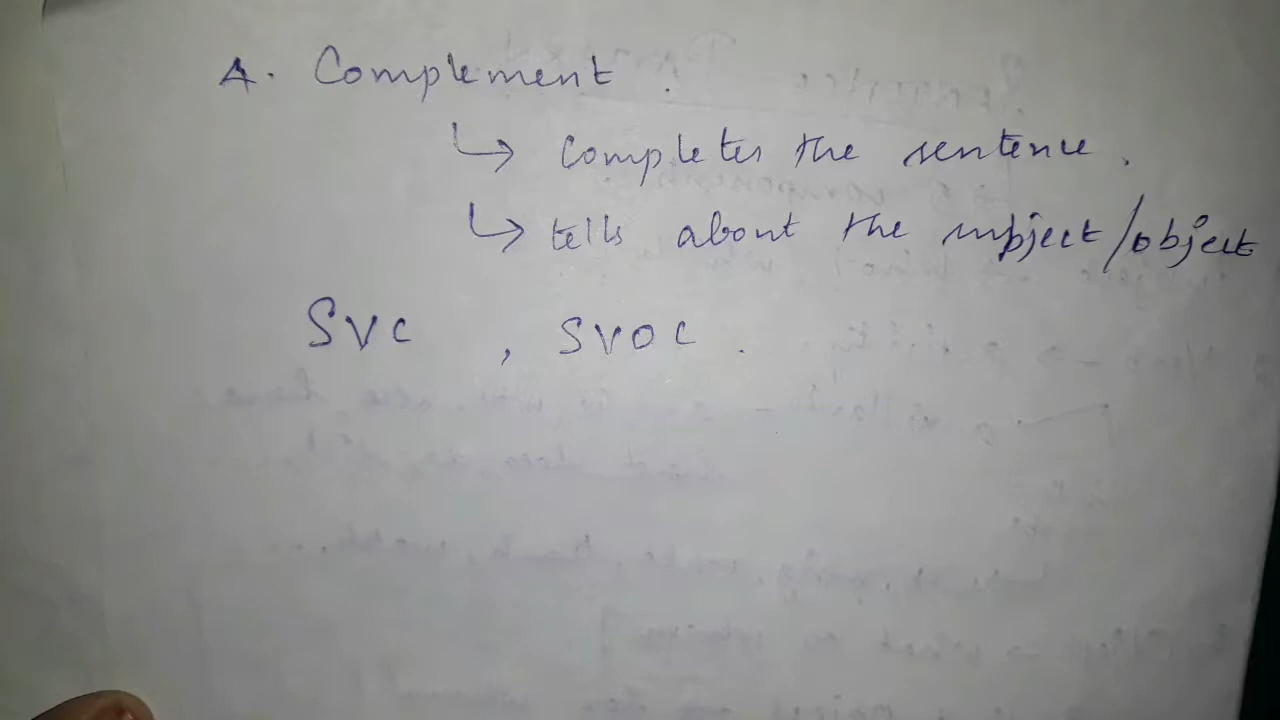 4. Complement.
↳ completes the sentence.
↳ tells about the subject/object
SVC, SVOC.